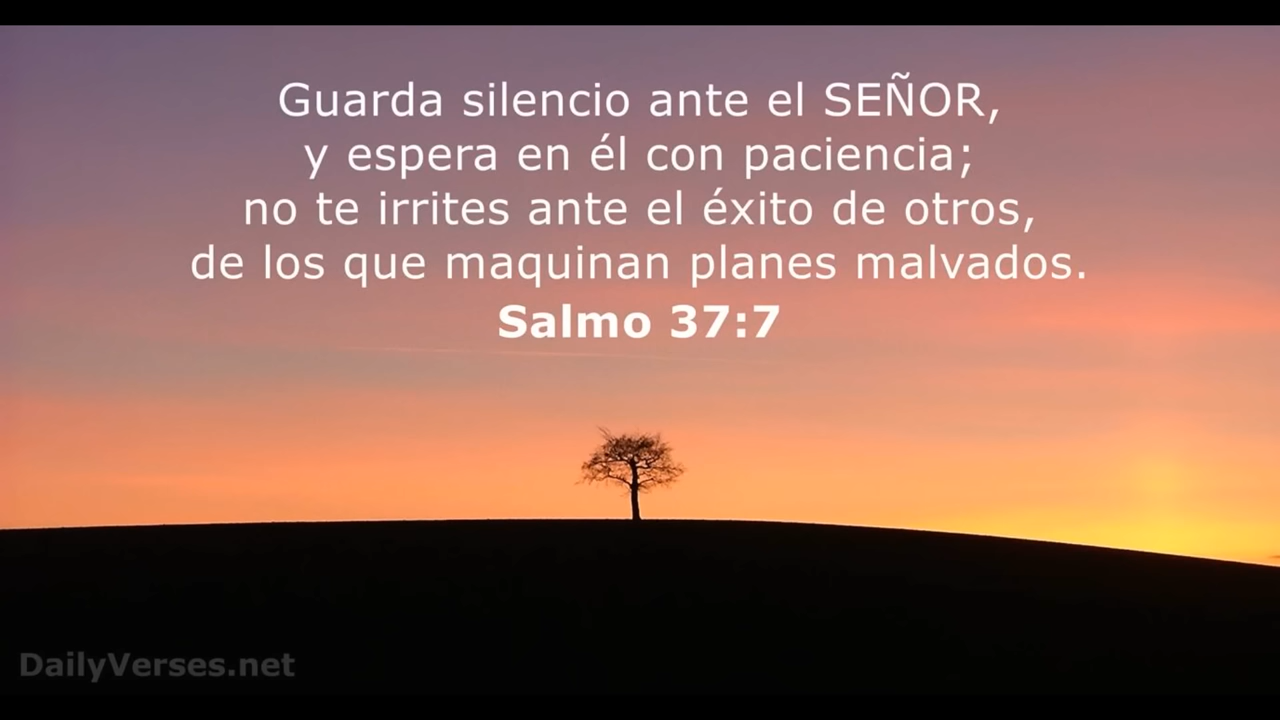 Guarda silencio ante el SEÑOR,
y espera en él con paciencia;
no te irrites ante el éxito de otros,
de los que maquinan planes malvados.
Salmo 37:7
DailyVerses.net